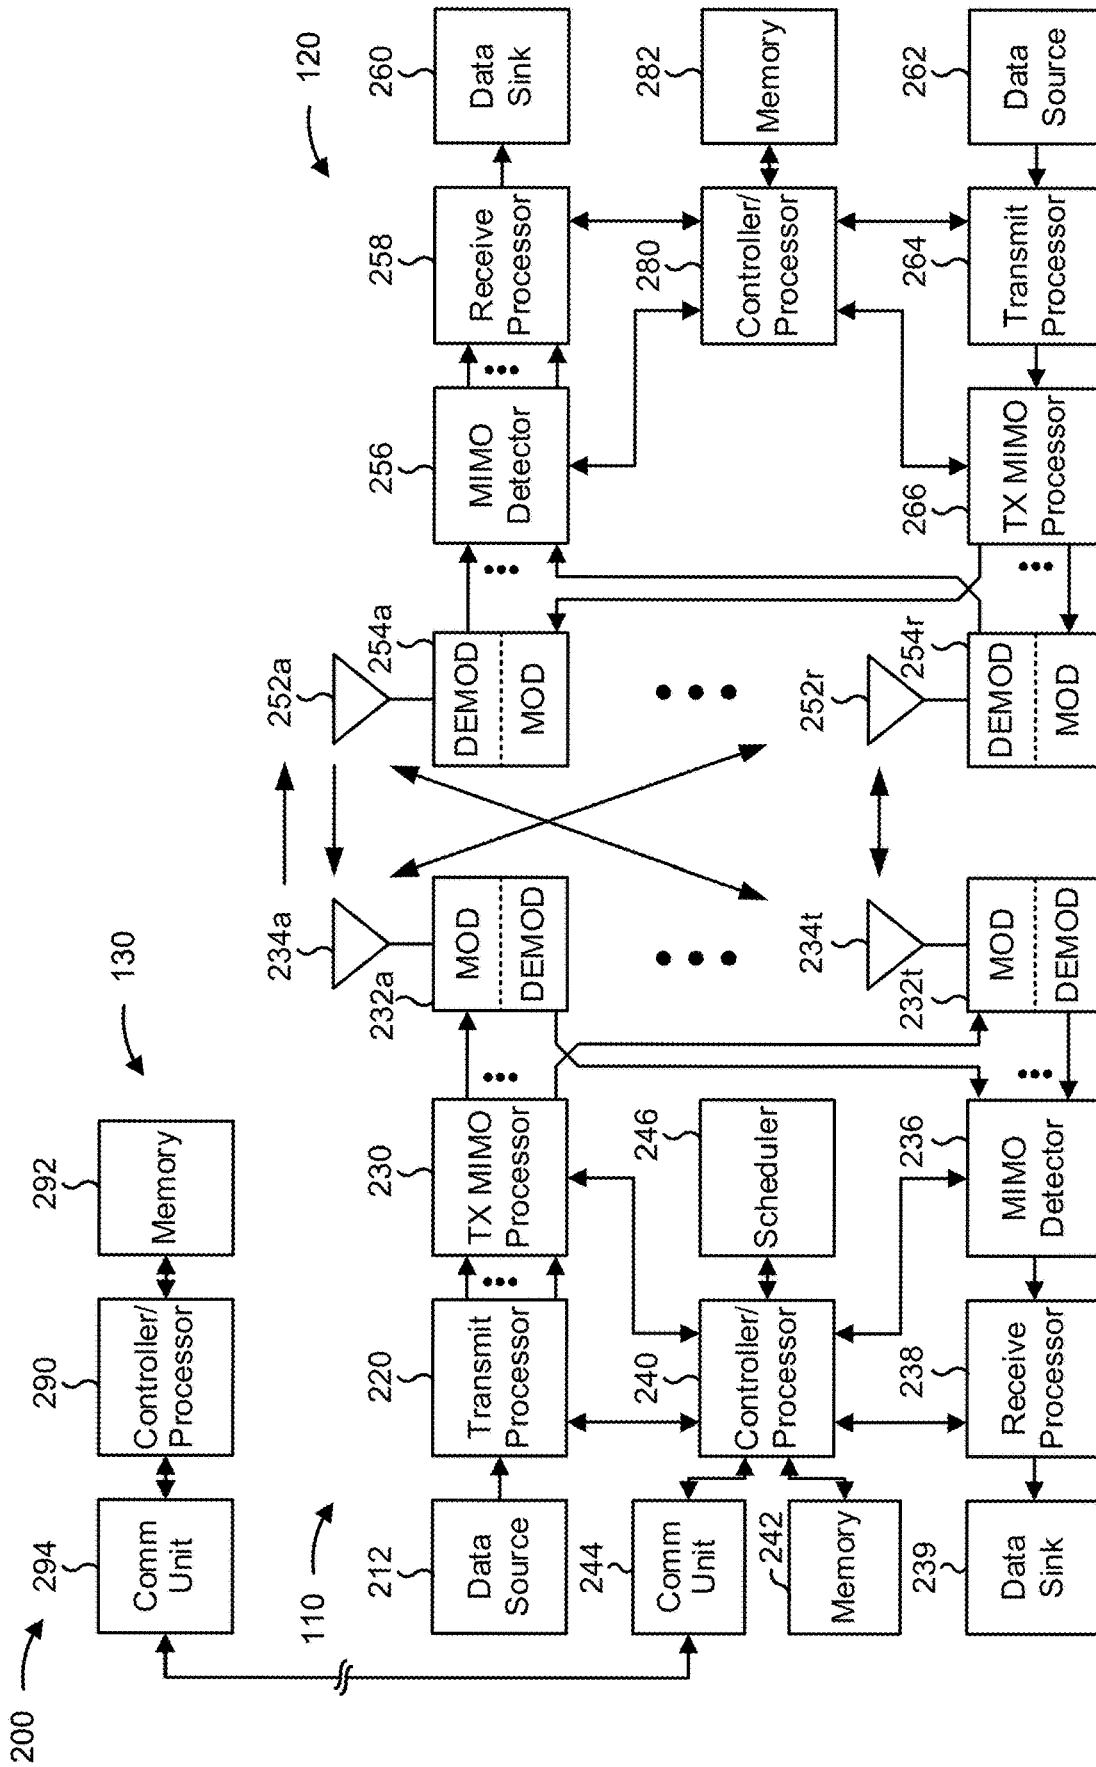 200
294
Comm
Unit
290
Controller/
Processor
292
Memory
130
110
212
Data
Source
220
Transmit
Processor
230
TX MIMO
Processor
232a
MOD
DEMOD
234a
252a
254a
DEMOD
MOD
256
MIMO
Detector
258
Receive
Processor
260
Data
Sink
120
244
Comm
Unit
242
Memory
240
Controller/
Processor
246
Scheduler
280
Controller/
Processor
282
Memory
239
Data
Sink
238
Receive
Processor
236
MIMO
Detector
232t
MOD
DEMOD
234t
252r
254r
DEMOD
MOD
266
TX MIMO
Processor
264
Transmit
Processor
262
Data
Source